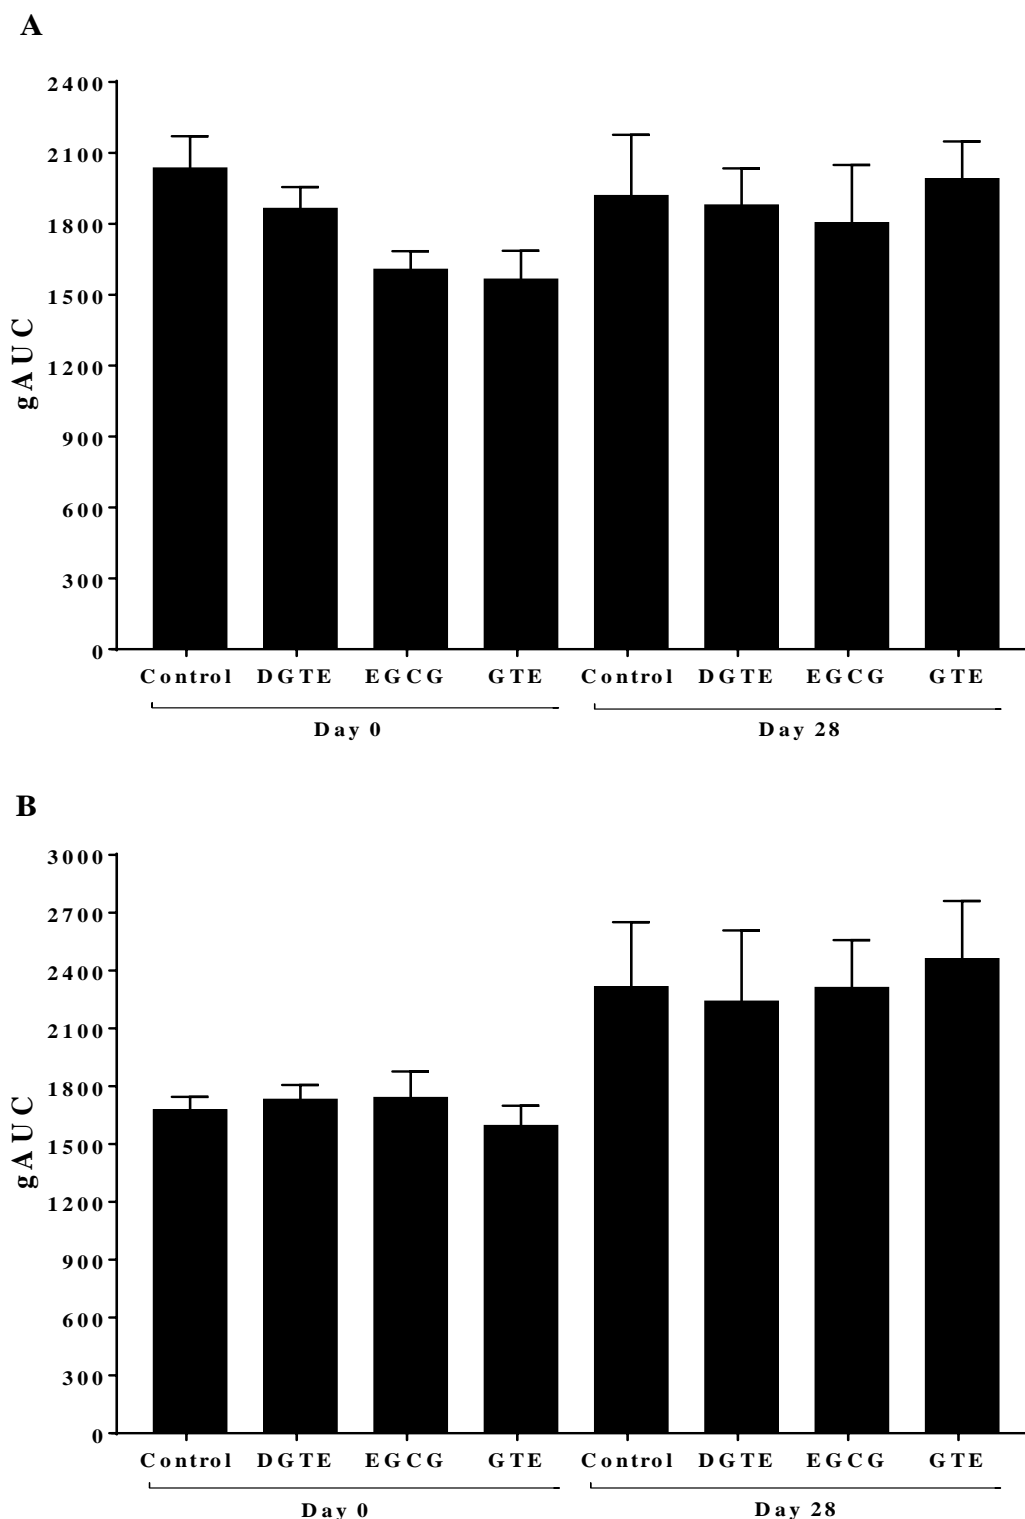 A
2400
2100
1800
1500
1200
900
600
300
0
gAUC
Control DGTE EGCG GTE Control DGTE EGCG GTE
Day 0 Day 28
B
3000
2700
2400
2100
1800
1500
1200
900
600
300
0
gAUC
Control DGTE EGCG GTE Control DGTE EGCG GTE
Day 0 Day 28